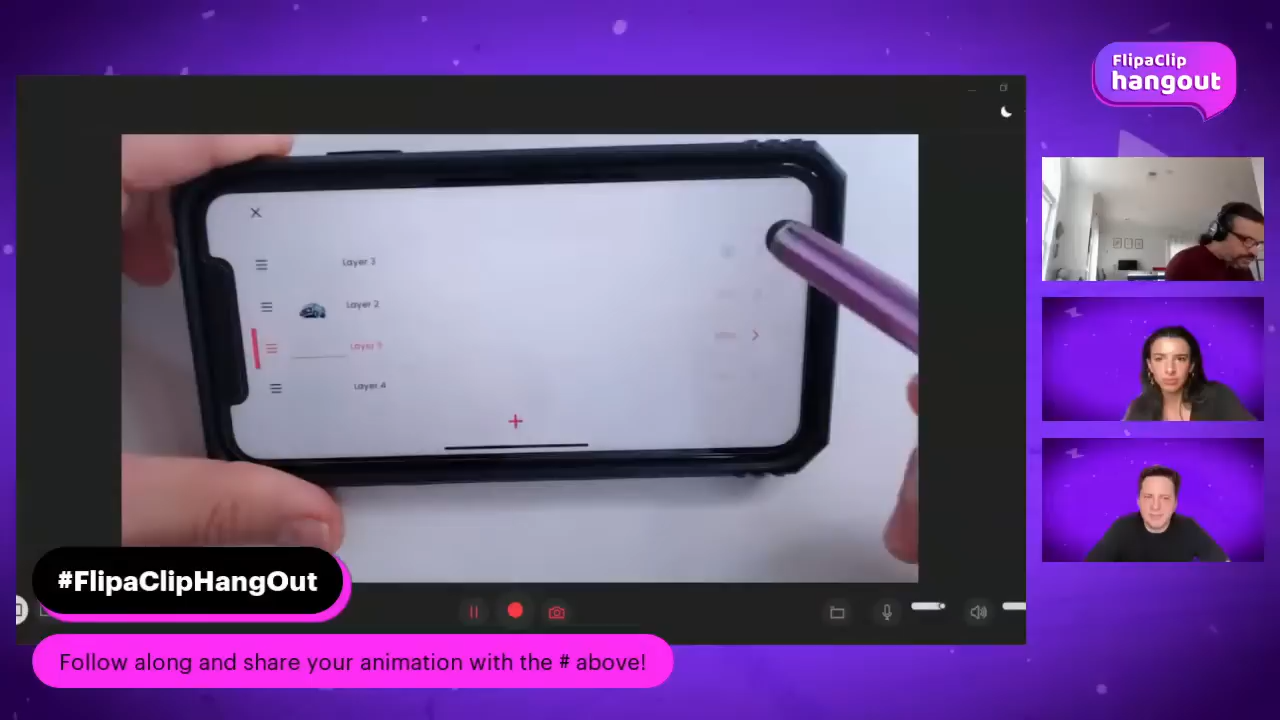 FlipaClip
hangout
Layer 3
Layer 2
Layer 4
#FlipaClipHangOut
Follow along and share your animation with the # above!